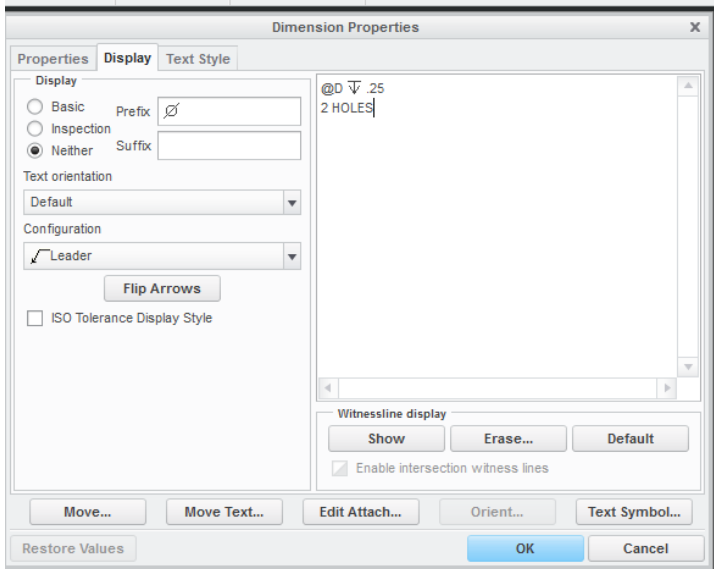 Dimension Properties X
Properties Display Text Style
Display
Basic
Prefix Ø
Inspection
Neither
Suffix
Text orientation
Default
Configuration
Leader
Flip Arrows
ISO Tolerance Display Style
@D ↧ .25
2 HOLES
Witnessline display
Show Erase... Default
Enable intersection witness lines
Move... Move Text... Edit Attach... Orient... Text Symbol...
Restore Values OK Cancel